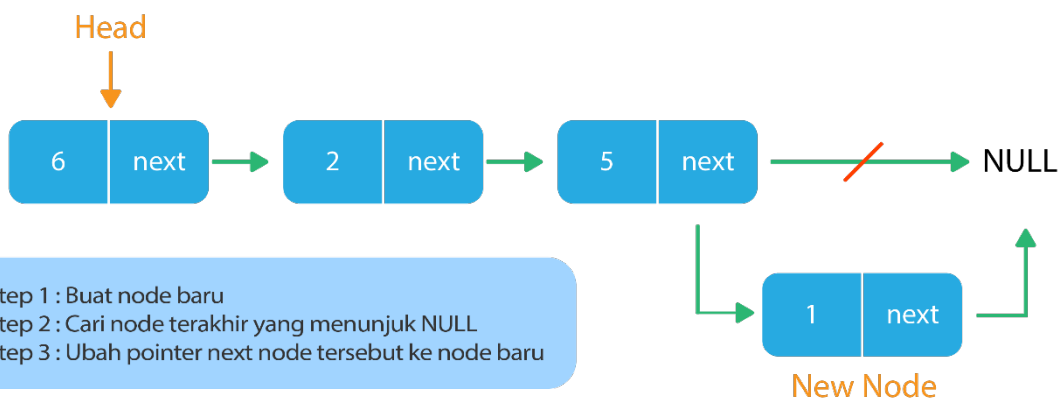 Head
6 next 2 next 5 next NULL
tep 1 : Buat node baru
tep 2 : Cari node terakhir yang menunjuk NULL
tep 3 : Ubah pointer next node tersebut ke node baru
1 next
New Node